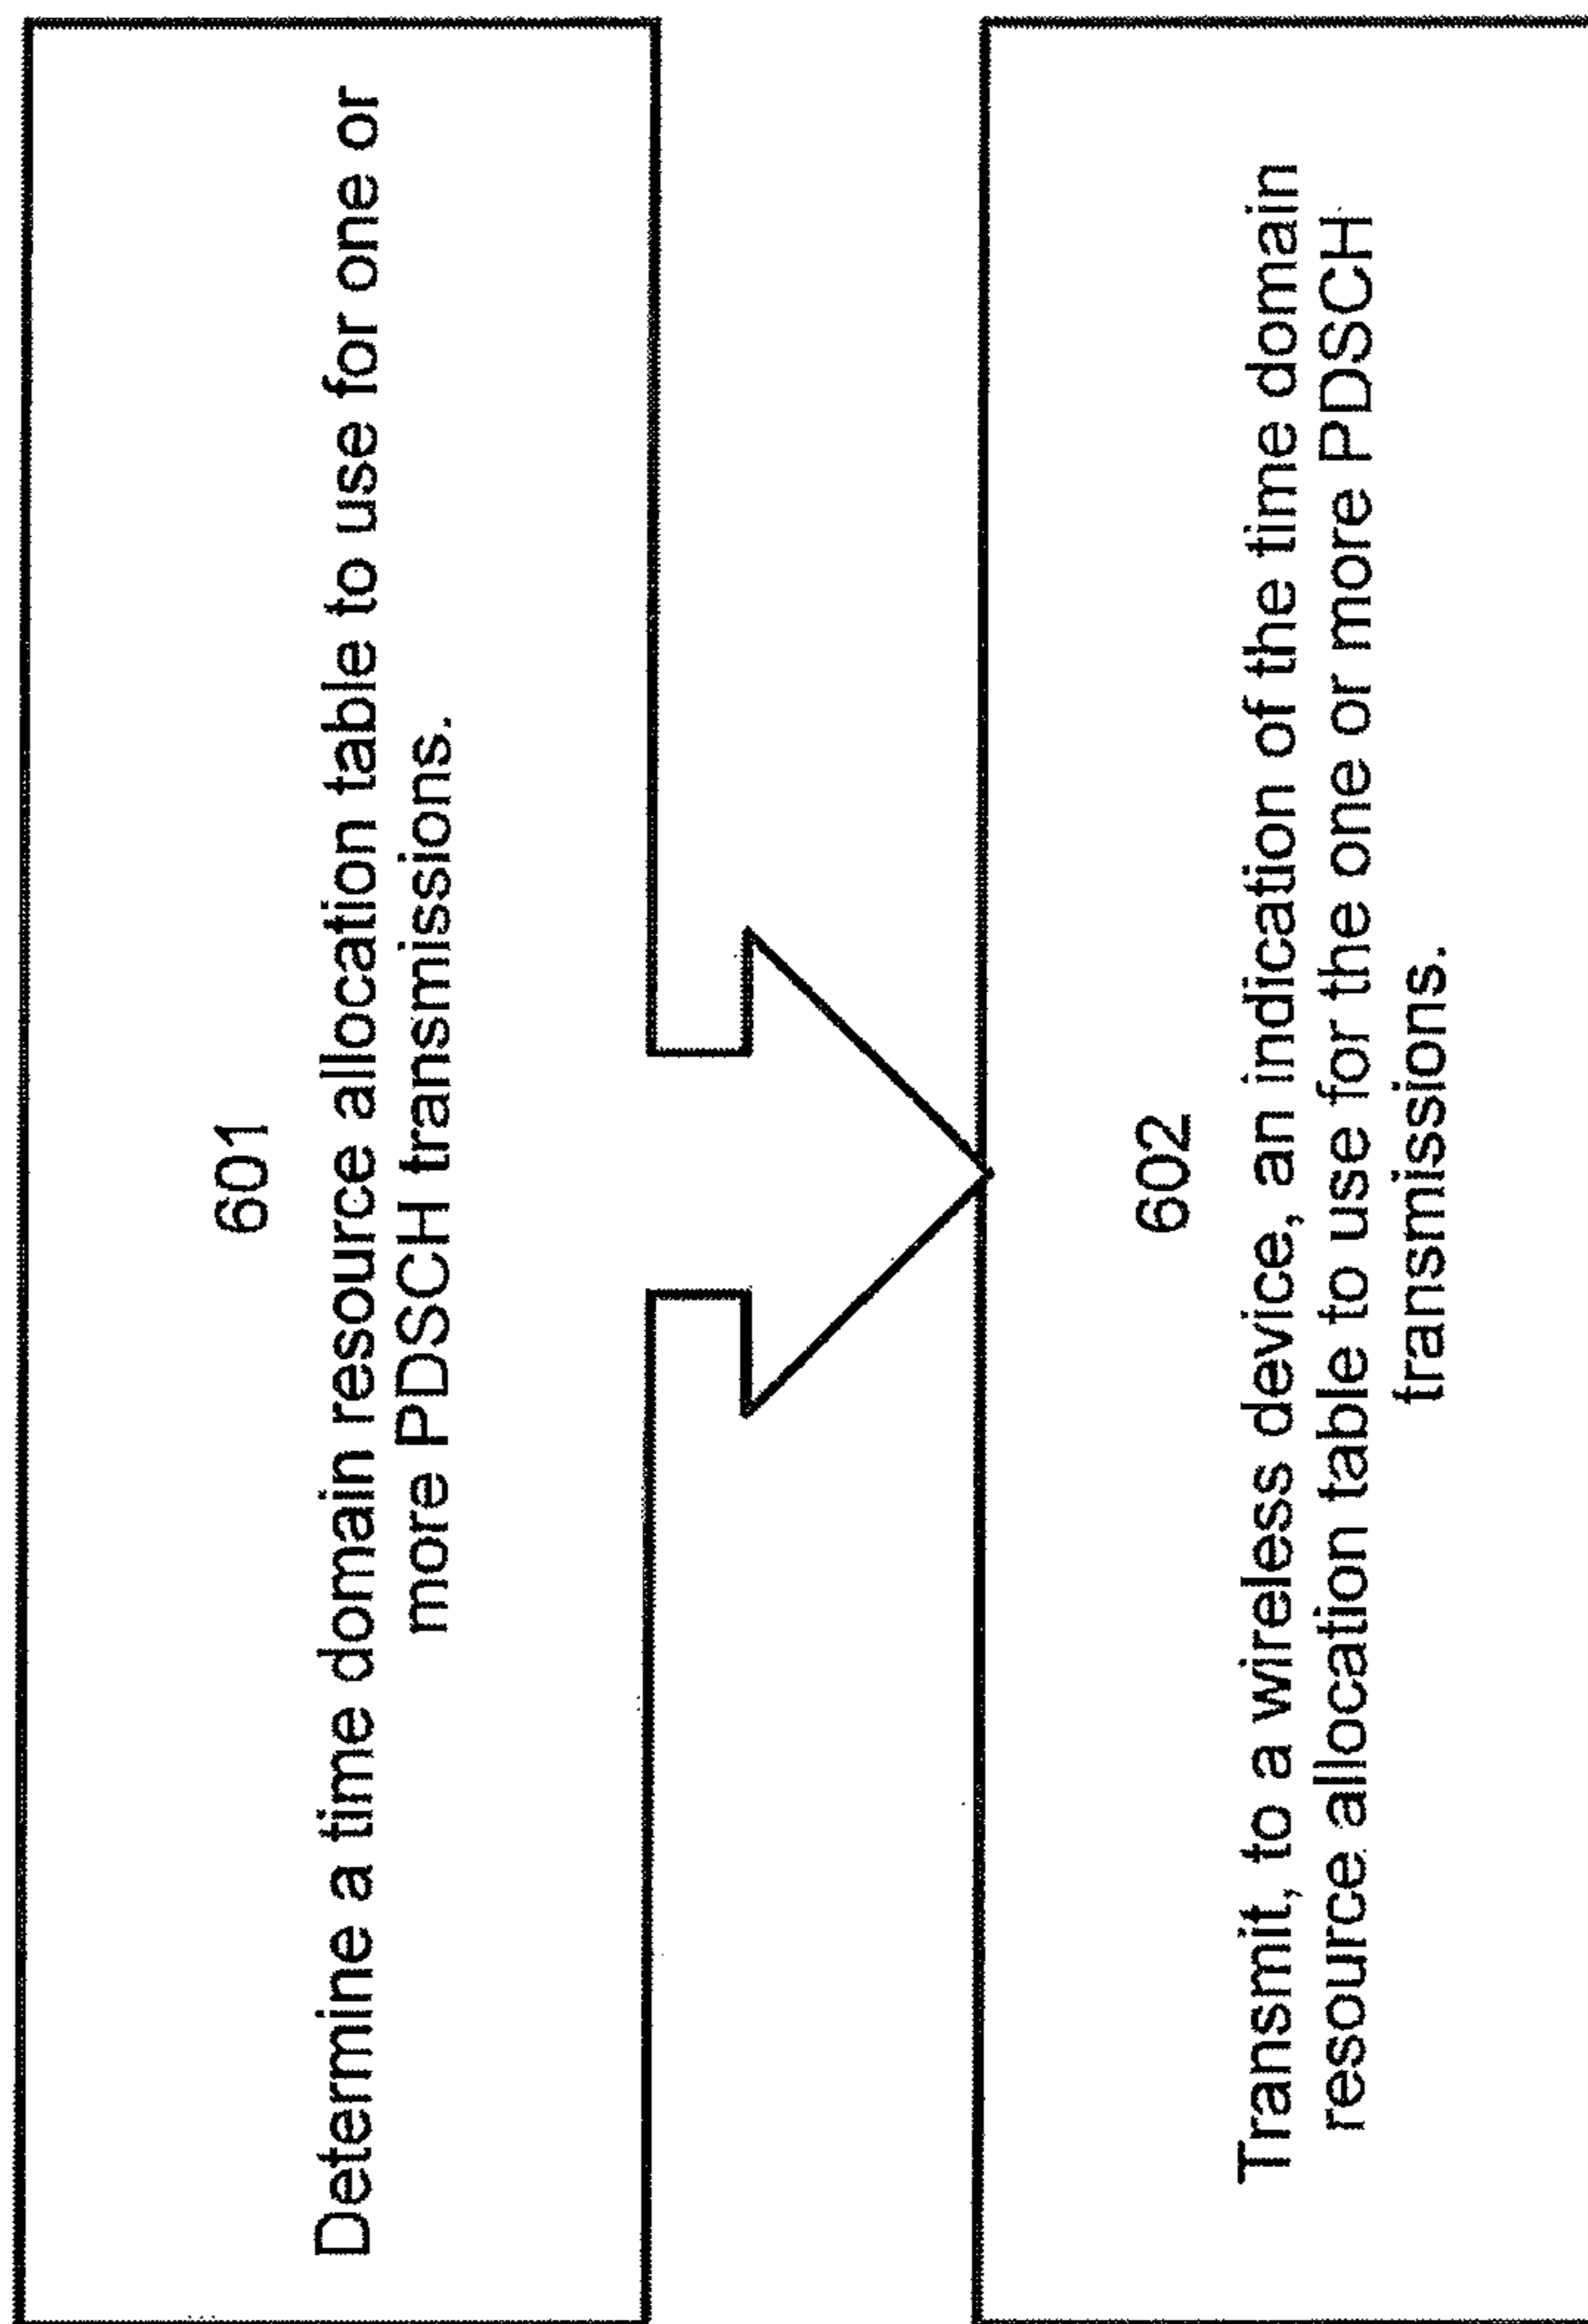 601
Determine a time domain resource allocation table to use for one or
more PDSCH transmissions.
602
Transmit, to a wireless device, an indication of the time domain
resource allocation table to use for the one or more PDSCH
transmissions.